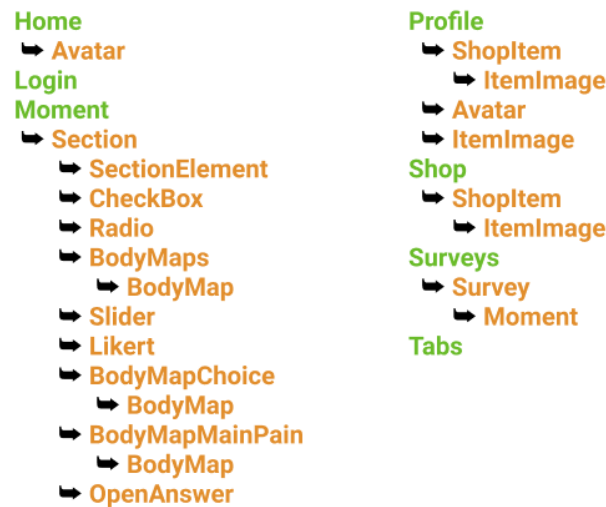 Home
Avatar
Login
Moment
Section
SectionElement
CheckBox
Radio
BodyMaps
BodyMap
Slider
Likert
BodyMapChoice
BodyMap
BodyMapMainPain
BodyMap
OpenAnswer
Profile
ShopItem
ItemImage
Avatar
ItemImage
Shop
ShopItem
ItemImage
Surveys
Survey
Moment
Tabs